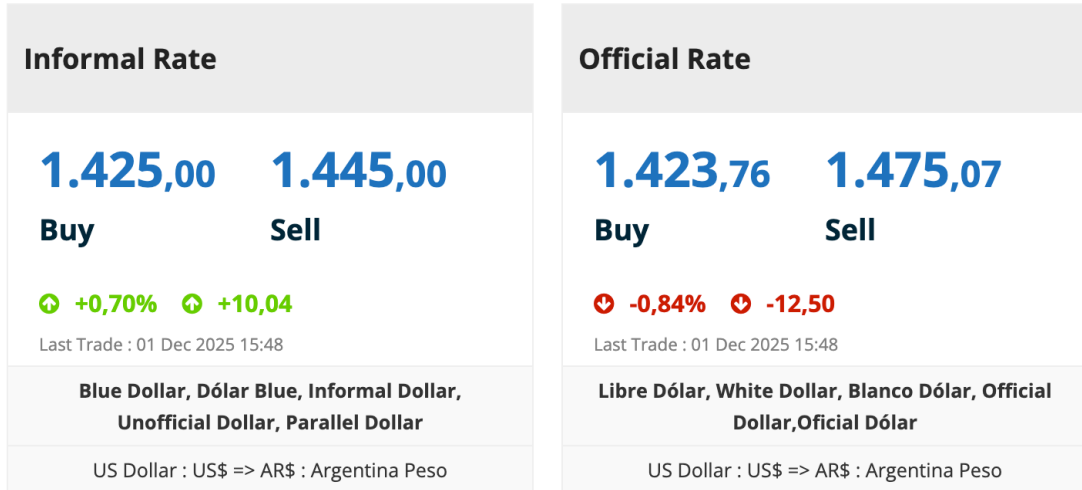 Informal Rate
1.425,00
1.445,00
Buy
Sell
+0,70%
+10,04
Last Trade : 01 Dec 2025 15:48
Blue Dollar, Dólar Blue, Informal Dollar,
Unofficial Dollar, Parallel Dollar
US Dollar : US$ => AR$ : Argentina Peso
Official Rate
1.423,76
1.475,07
Buy
Sell
-0,84%
-12,50
Last Trade : 01 Dec 2025 15:48
Libre Dólar, White Dollar, Blanco Dólar, Official
Dollar,Oficial Dólar
US Dollar : US$ => AR$ : Argentina Peso